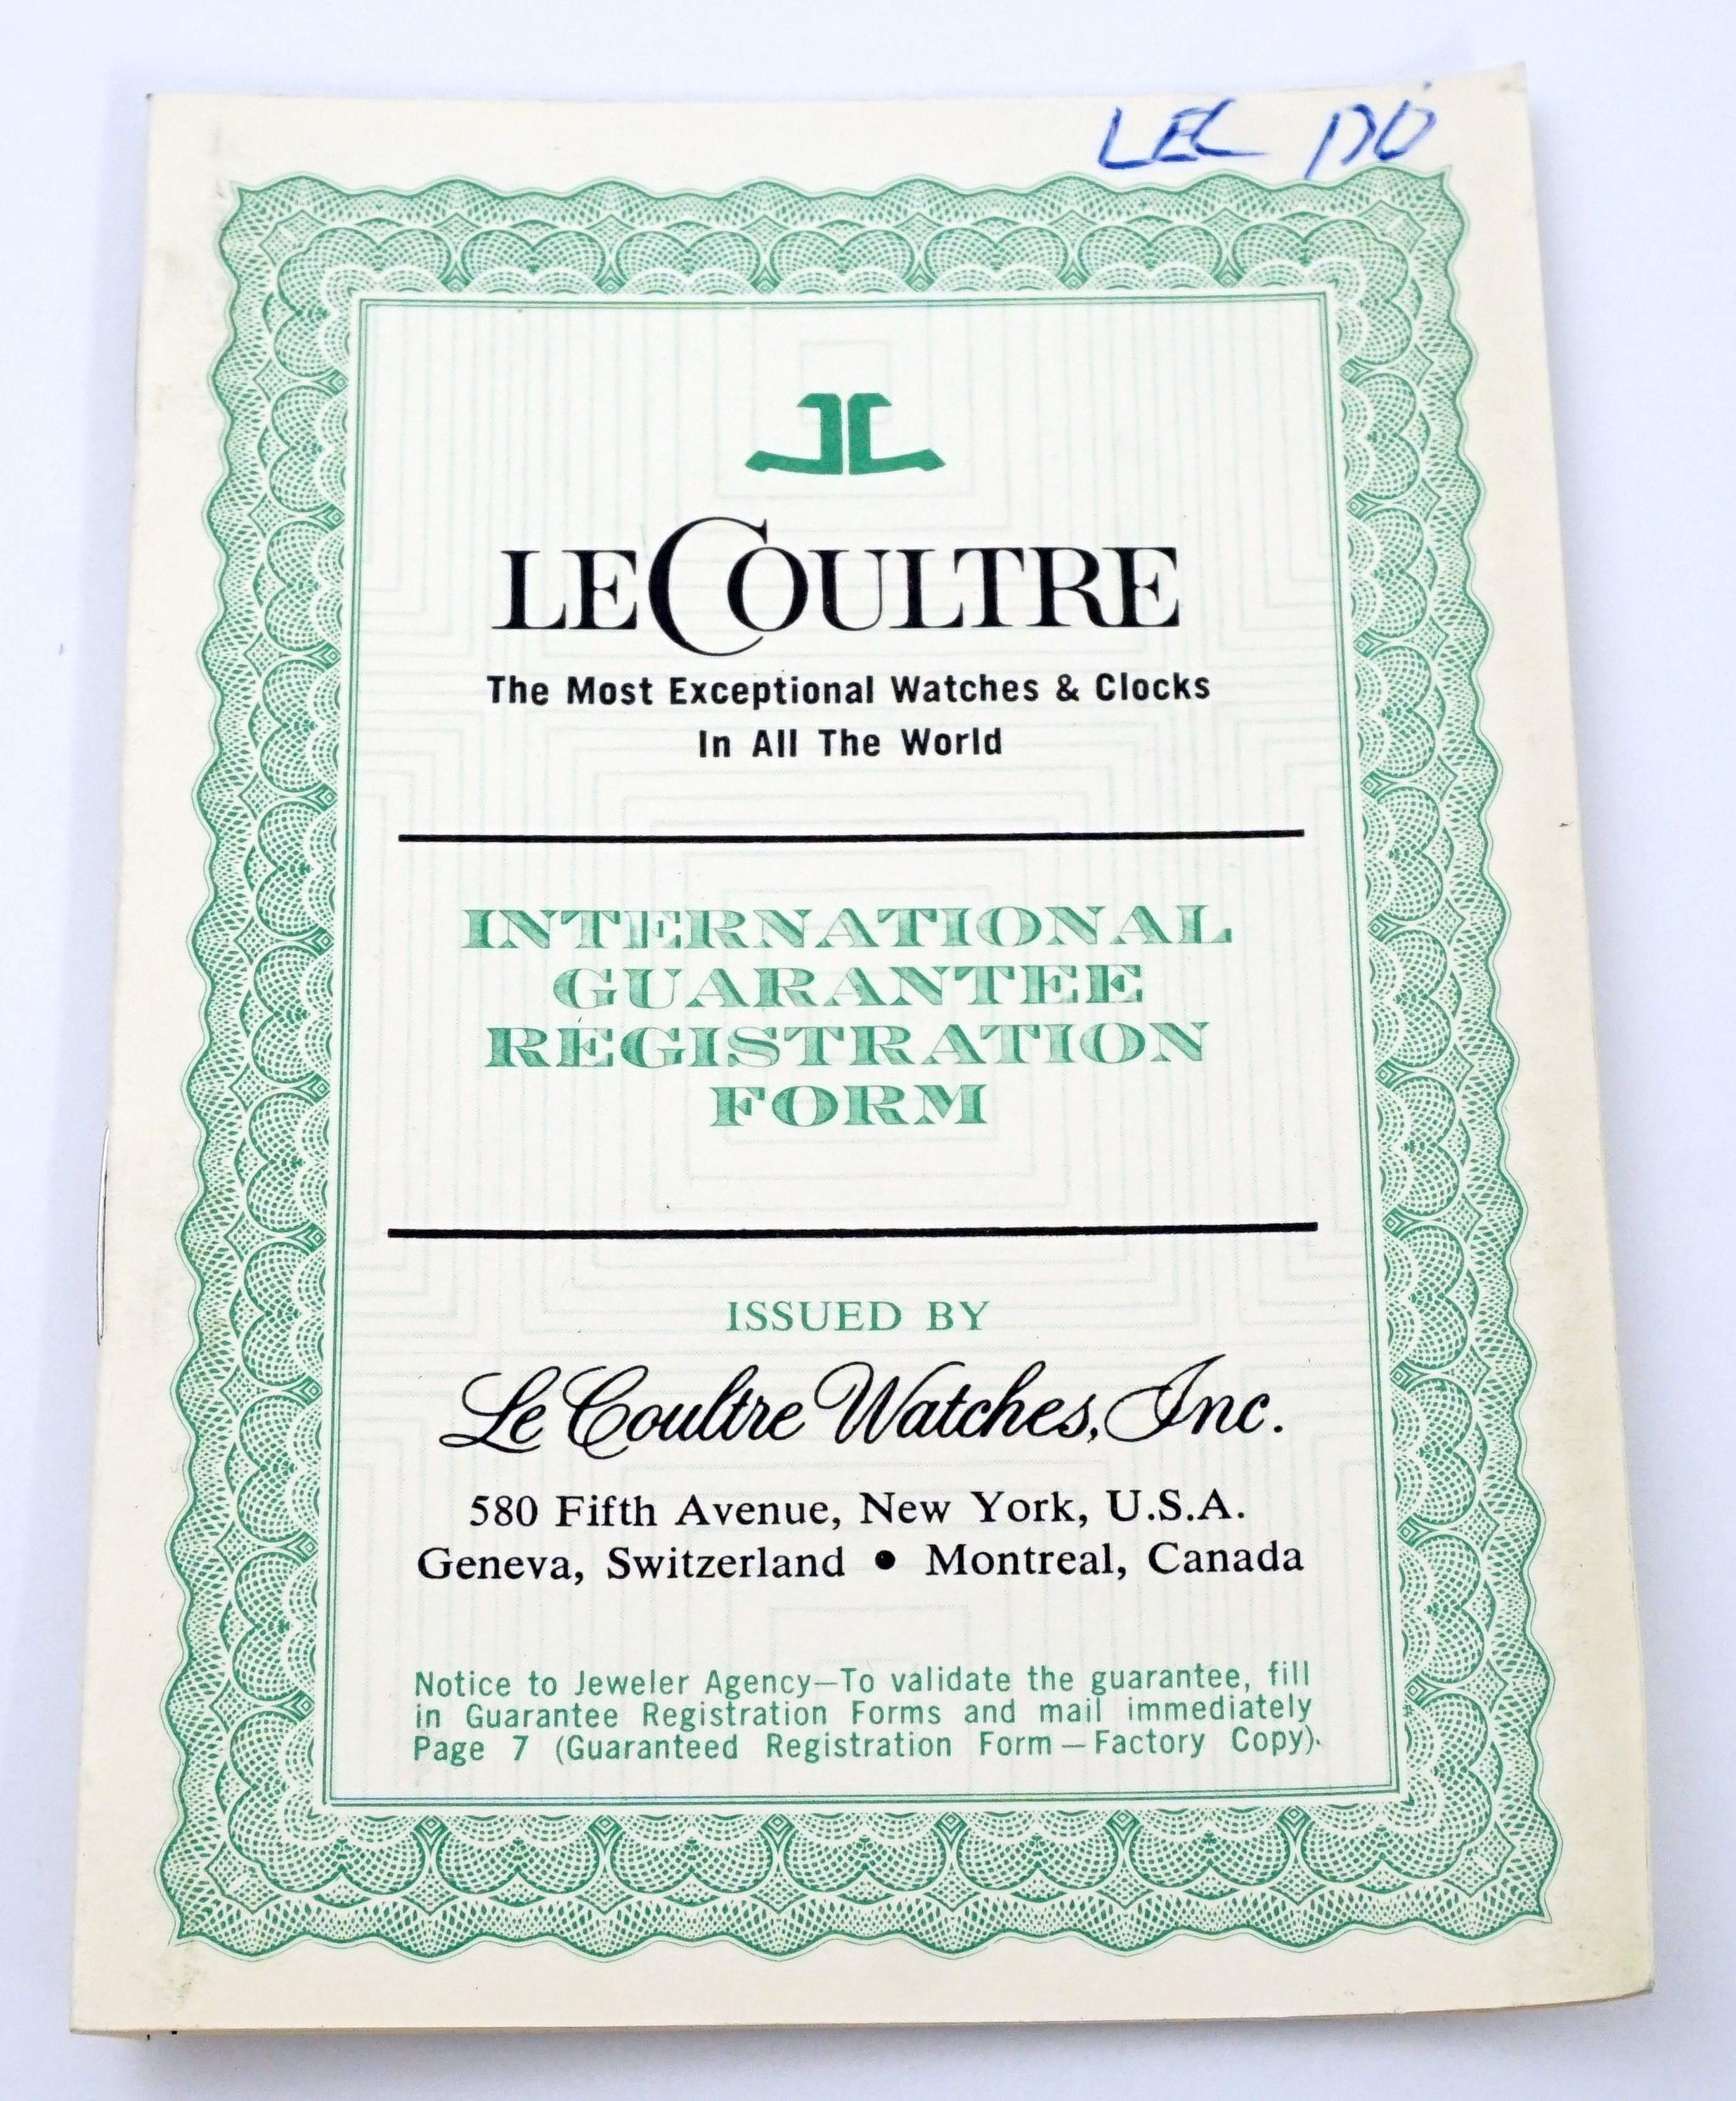 LEC
LECOULTRE
The Most Exceptional Watches & Clocks
In All The World
INTERNATIONAL
GUARANTEE
REGISTRATION
FORM
ISSUED BY
Le Coultre Watches, Inc.
580 Fifth Avenue, New York, U.S.A.
Geneva, Switzerland ● Montreal, Canada
Notice to Jeweler Agency—To validate the guarantee, fill
in Guarantee Registration Forms and mail immediately
Page 7 (Guaranteed Registration Form — Factory Copy).